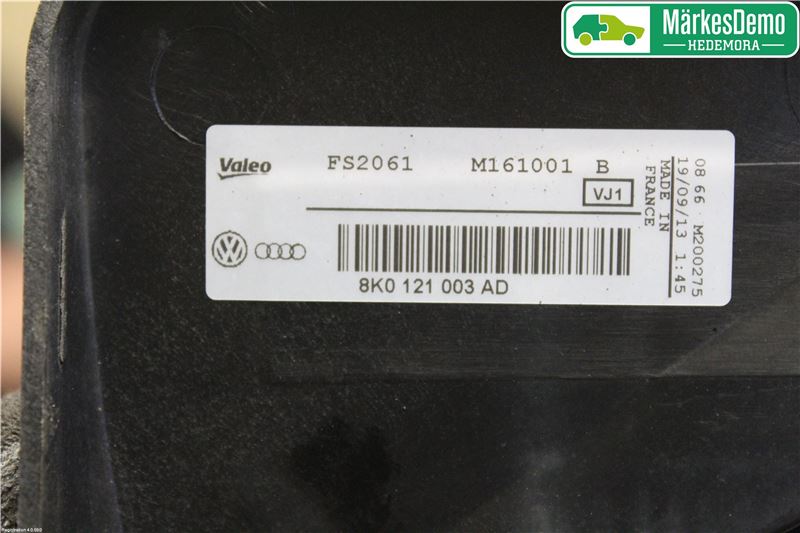 MärkesDemo
HEDEMORA
Valeo FS2061 M161001 B
VJ1
8K0 121 003 AD
08 66 M200275
19/09/13 1:45
MADE IN
FRANCE